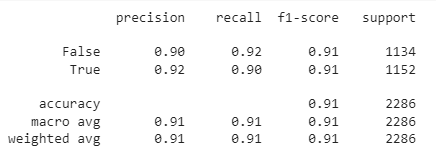 precision recall f1-score support
False 0.90 0.92 0.91 1134
True 0.92 0.90 0.91 1152
accuracy 0.91 2286
macro avg 0.91 0.91 0.91 2286
weighted avg 0.91 0.91 0.91 2286